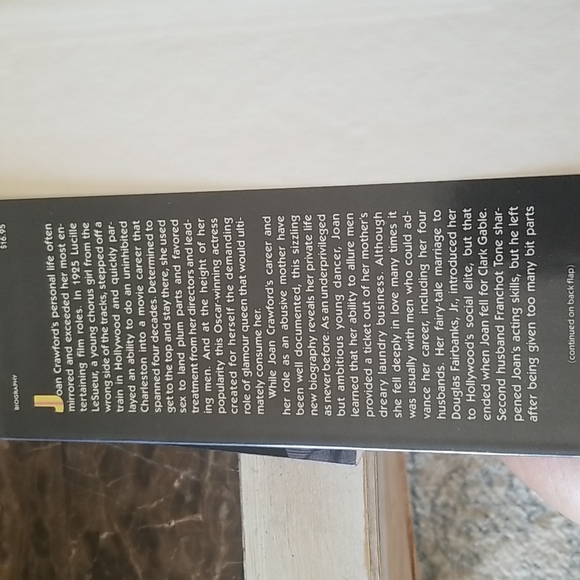 $16.95
BIOGRAPHY
Joan Crawford's personal life often
mirrored and exceeded her most en-
tertaining film roles. In 1925 Lucille
LeSueur, a young chorus girl from the
wrong side of the tracks, stepped off a
train in Hollywood and quickly par-
layed an ability to do an uninhibited
Charleston into a movie career that
spanned four decades. Determined to
get to the top and stay there, she used
sex to land plum parts and favored
treatment from her directors and lead-
ing men. And at the height of her
popularity this Oscar-winning actress
created for herself the demanding
role of glamour queen that would ulti-
mately consume her.
While Joan Crawford's career and
her role as an abusive mother have
been well documented, this sizzling
new biography reveals her private life
as never before. As an underprivileged
but ambitious young dancer, Joan
learned that her ability to allure men
provided a ticket out of her mother's
dreary laundry business. Although
she fell deeply in love many times it
was usually with men who could ad-
vance her career, including her four
husbands. Her fairy-tale marriage to
Douglas Fairbanks, Jr., introduced her
to Hollywood's social elite, but that
ended when Joan fell for Clark Gable.
Second husband Franchot Tone shar-
pened Joan's acting skills, but he left
after being given too many bit parts
(continued on back flap)